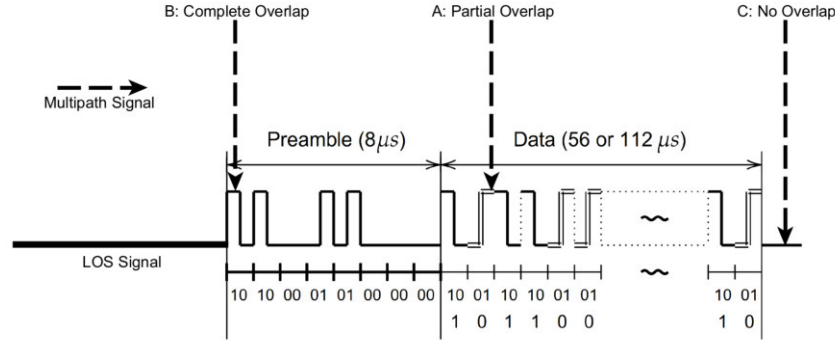 B: Complete Overlap A: Partial Overlap C: No Overlap
Multipath Signal
Preamble (8μs) Data (56 or 112 μs)
LOS Signal
10 10 00 01 01 00 00 00 10 01 10 10 01 01 10 01
1 0 1 1 0 0 1 0